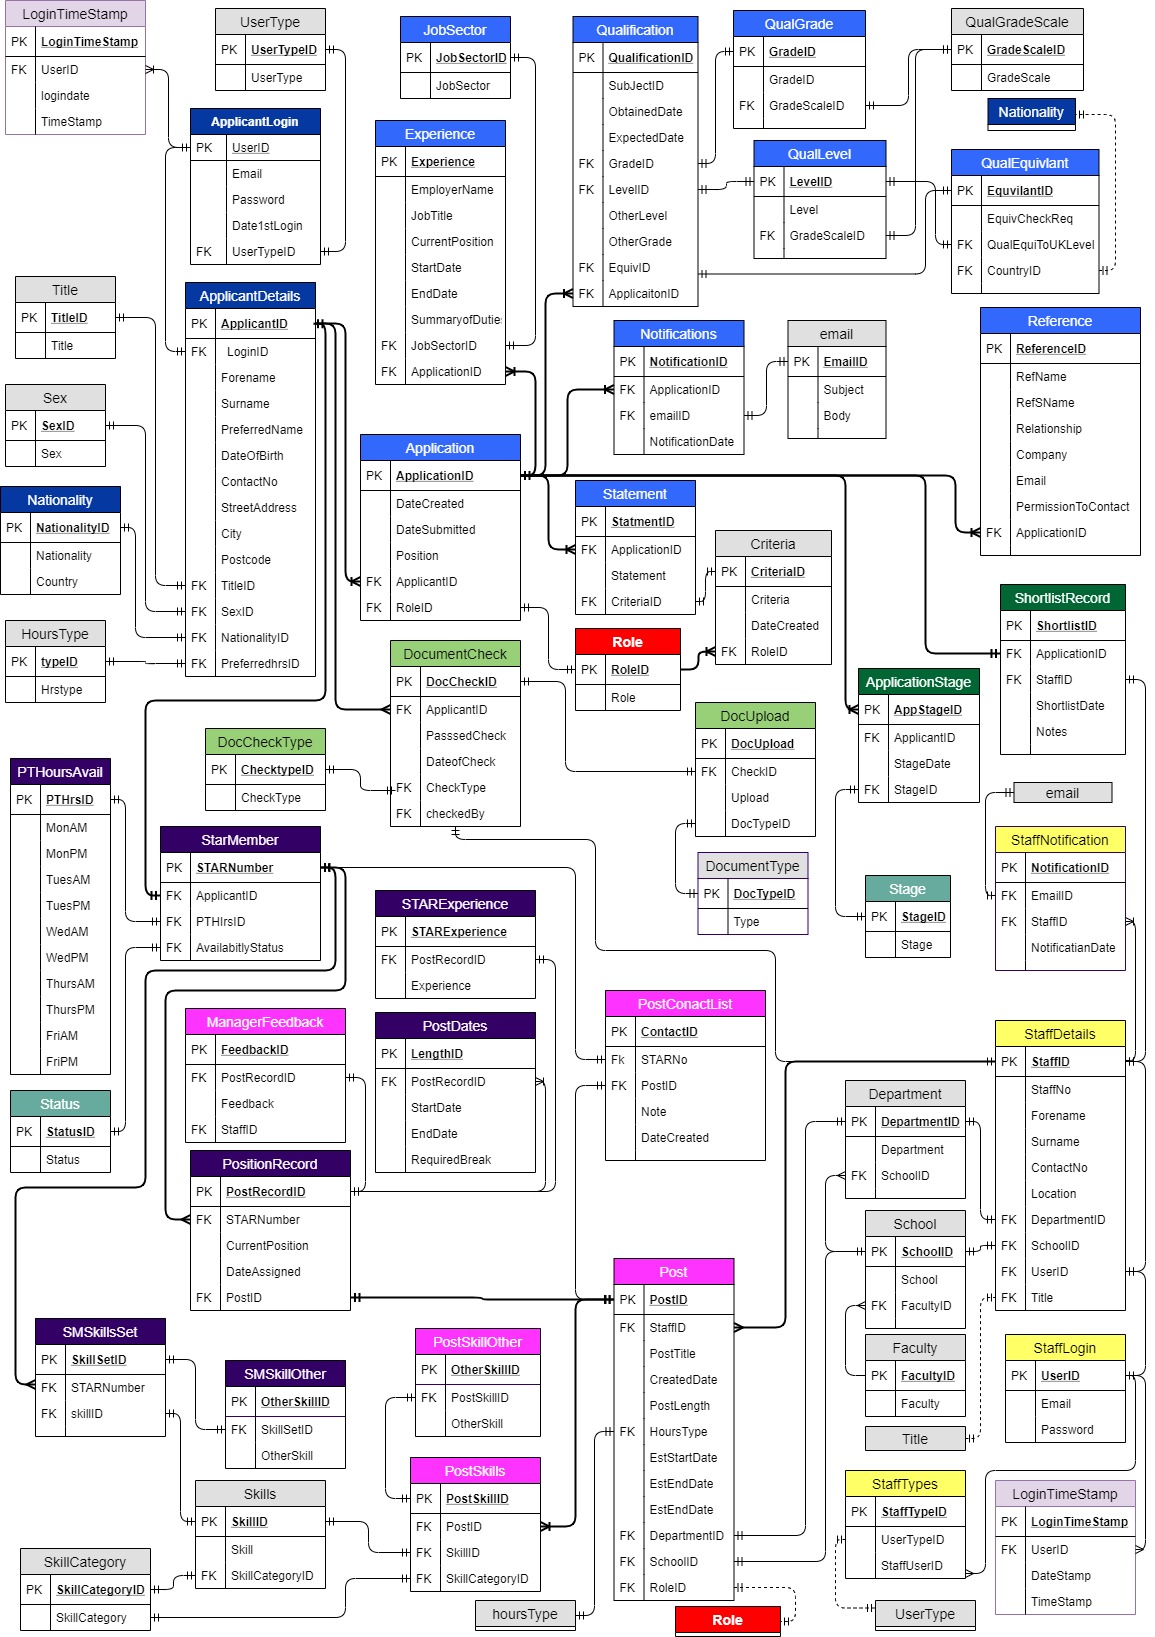 LoginTimeStamp
PK LoginTimeStamp
FK UserID
logindate
TimeStamp
UserType
PK UserTypeID
UserType
ApplicantLogin
PK UserID
Email
Password
Date1stLogin
FK UserTypeID
JobSector
PK JobSectorID
JobSector
Experience
PK Experience
EmployerName
JobTitle
CurrentPosition
StartDate
EndDate
SummaryofDuties
FK JobSectorID
FK ApplicationID
Qualification
PK QualificationID
SubJectID
ObtainedDate
ExpectedDate
FK GradeID
FK LevelID
OtherLevel
OtherGrade
FK EquivID
FK ApplicaitonID
QualGrade
PK GradeID
GradeID
FK GradeScaleID
QualGradeScale
PK GradeScaleID
GradeScale
Nationality
QualLevel
PK LevelID
Level
FK GradeScaleID
QualEquivlant
PK EquvilantID
EquivCheckReq
FK QualEquiToUKLevel
FK CountryID
Title
PK TitleID
Title
Sex
PK SexID
Sex
Nationality
PK NationalityID
Nationality
Country
HoursType
PK typeID
Hrstype
ApplicantDetails
PK ApplicantID
FK LoginID
Forename
Surname
PreferredName
DateOfBirth
ContactNo
StreetAddress
City
Postcode
FK TitleID
FK SexID
FK NationalityID
FK PreferredhrsID
Notifications
PK NotificationID
FK ApplicationID
FK emailID
NotificationDate
email
PK EmailID
Subject
Body
Reference
PK ReferenceID
RefName
RefSName
Relationship
Company
Email
PermissionToContact
FK ApplicationID
Application
PK ApplicationID
DateCreated
DateSubmitted
Position
FK ApplicantID
FK RoleID
Statement
PK StatmentID
FK ApplicationID
Statement
FK CriteriaID
Criteria
PK CriteriaID
Criteria
DateCreated
FK RoleID
Role
PK RoleID
Role
ShortlistRecord
PK ShortlistID
FK ApplicationID
FK StaffID
ShortlistDate
Notes
DocumentCheck
PK DocCheckID
FK ApplicantID
PasssedCheck
DateofCheck
FK CheckType
FK checkedBy
DocCheckType
PK ChecktypeID
CheckType
DocUpload
PK DocUpload
FK CheckID
Upload
FK DocTypeID
DocumentType
PK DocTypeID
Type
ApplicationStage
PK AppStageID
FK ApplicantID
StageDate
FK StageID
Stage
PK StageID
Stage
email
StaffNotification
PK NotificationID
FK EmailID
FK StaffID
NotificatianDate
PTHoursAvail
PK PTHrsID
MonAM
MonPM
TuesAM
TuesPM
WedAM
WedPM
ThursAM
ThursPM
FriAM
FriPM
StarMember
PK STARNumber
FK ApplicantID
FK PTHIrsID
FK AvailabitlyStatus
Status
PK StatusID
Status
STARExperience
PK STARExperience
FK PostRecordID
Experience
ManagerFeedback
PK FeedbackID
FK PostRecordID
Feedback
FK StaffID
PostDates
PK LengthID
FK PostRecordID
StartDate
EndDate
RequiredBreak
PostConactList
PK ContactID
Fk STARNo
FK PostID
Note
DateCreated
StaffDetails
PK StaffID
StaffNo
Forename
Surname
ContactNo
Location
FK DepartmentID
FK SchoolID
FK UserID
FK Title
Department
PK DepartmentID
Department
FK SchoolID
School
PK SchoolID
School
FK FacultyID
Faculty
PK FacultyID
Faculty
Title
PositionRecord
PK PostRecordID
FK STARNumber
CurrentPosition
DateAssigned
FK PostID
Post
PK PostID
FK StaffID
PostTitle
CreatedDate
PostLength
FK HoursType
EstStartDate
EstEndDate
EstEndDate
FK DepartmentID
FK SchoolID
FK RoleID
StaffLogin
PK UserID
Email
Password
SMSkillsSet
PK SkillSetID
FK STARNumber
FK skillID
SMSkillOther
PK OtherSkillID
FK SkillSetID
OtherSkill
PostSkillOther
PK OtherSkillID
FK PostSkillID
OtherSkill
PostSkills
PK PostSkillID
FK PostID
FK SkillID
FK SkillCategoryID
Skills
PK SkillID
Skill
FK SkillCategoryID
SkillCategory
PK SkillCategoryID
SkillCategory
hoursType
Role
StaffTypes
PK StaffTypeID
UserTypeID
StaffUserID
UserType
LoginTimeStamp
PK LoginTimeStamp
FK UserID
DateStamp
TimeStamp